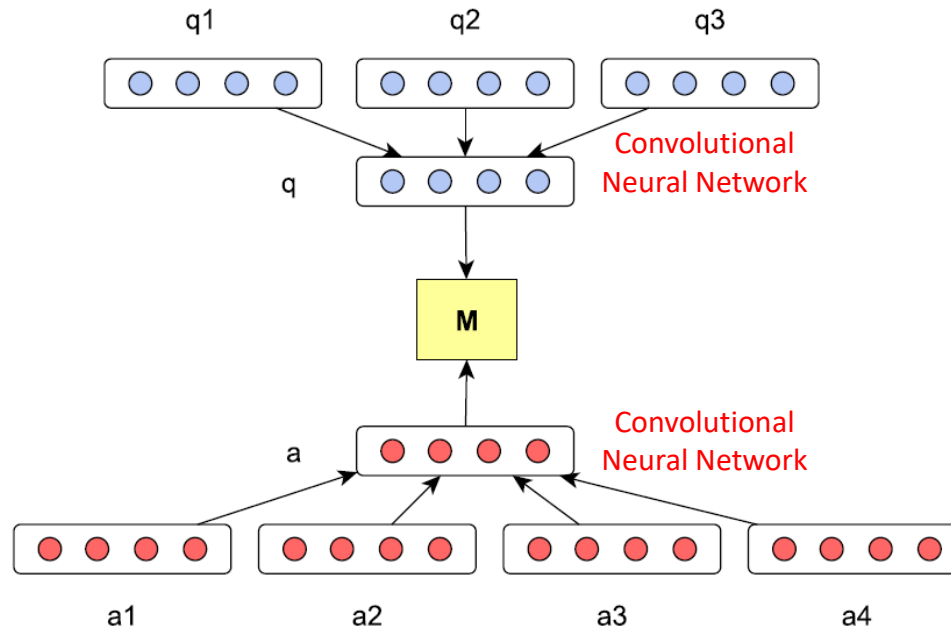 q1 q2 q3
Convolutional
Neural Network
q
M
Convolutional
Neural Network
a
a1 a2 a3 a4